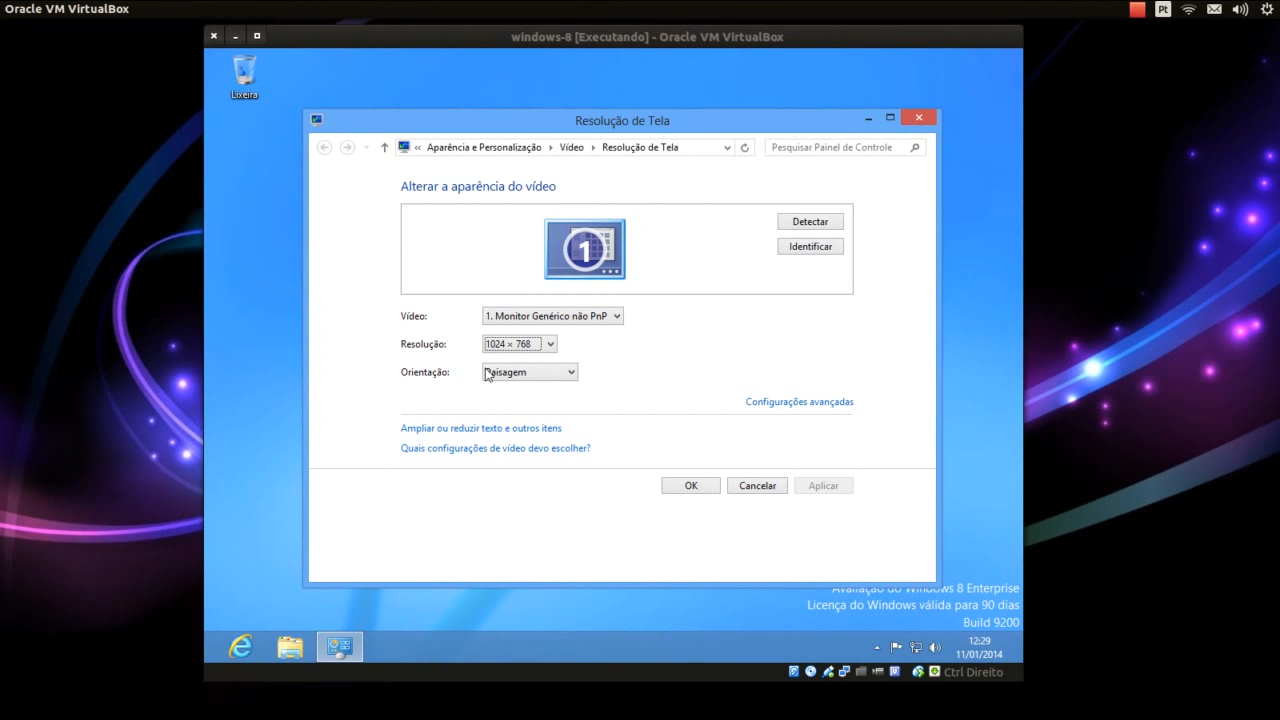 Oracle VM VirtualBox
Pt
windows-8 [Executando] - Oracle VM VirtualBox
Lixeira
Resolução de Tela
« Aparência e Personalização Vídeo Resolução de Tela
Pesquisar Painel de Controle
Alterar a aparência do vídeo
1
Detectar
Identificar
Vídeo: 1. Monitor Genérico não PnP
Resolução: 1024 × 768
Orientação: Paisagem
Configurações avançadas
Ampliar ou reduzir texto e outros itens
Quais configurações de vídeo devo escolher?
OK Cancelar Aplicar
Avaliação do Windows 8 Enterprise
Licença do Windows válida para 90 dias
Build 9200
12:29
11/01/2014
Ctrl Direito